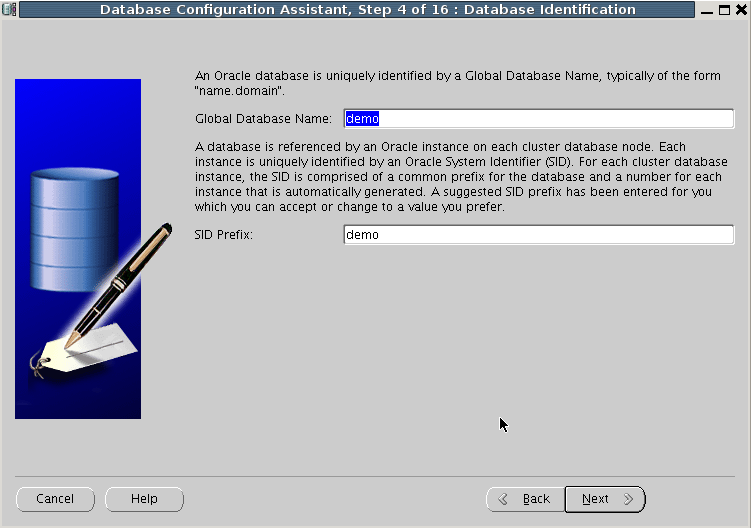 Database Configuration Assistant, Step 4 of 16 : Database Identification
An Oracle database is uniquely identified by a Global Database Name, typically of the form
"name.domain".
Global Database Name: demo
A database is referenced by an Oracle instance on each cluster database node. Each
instance is uniquely identified by an Oracle System Identifier (SID). For each cluster database
instance, the SID is comprised of a common prefix for the database and a number for each
instance that is automatically generated. A suggested SID prefix has been entered for you
which you can accept or change to a value you prefer.
SID Prefix: demo
Cancel Help Back Next